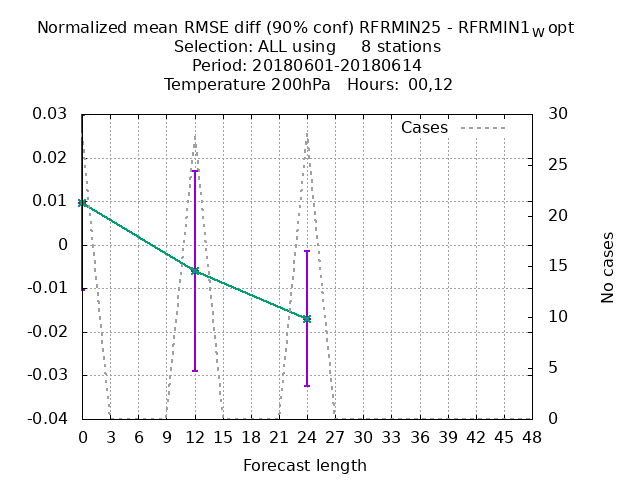 Normalized mean RMSE diff (90% conf) RFRMIN25 - RFRMIN1wopt
Selection: ALL using 8 stations
Period: 20180601-20180614
Temperature 200hPa Hours: 00,12
0.03
0.02
0.01
0
-0.01
-0.02
-0.03
-0.04
Cases
30
25
20
15
10
5
0
No cases
0 3 6 9 12 15 18 21 24 27 30 33 36 39 42 45 48
Forecast length